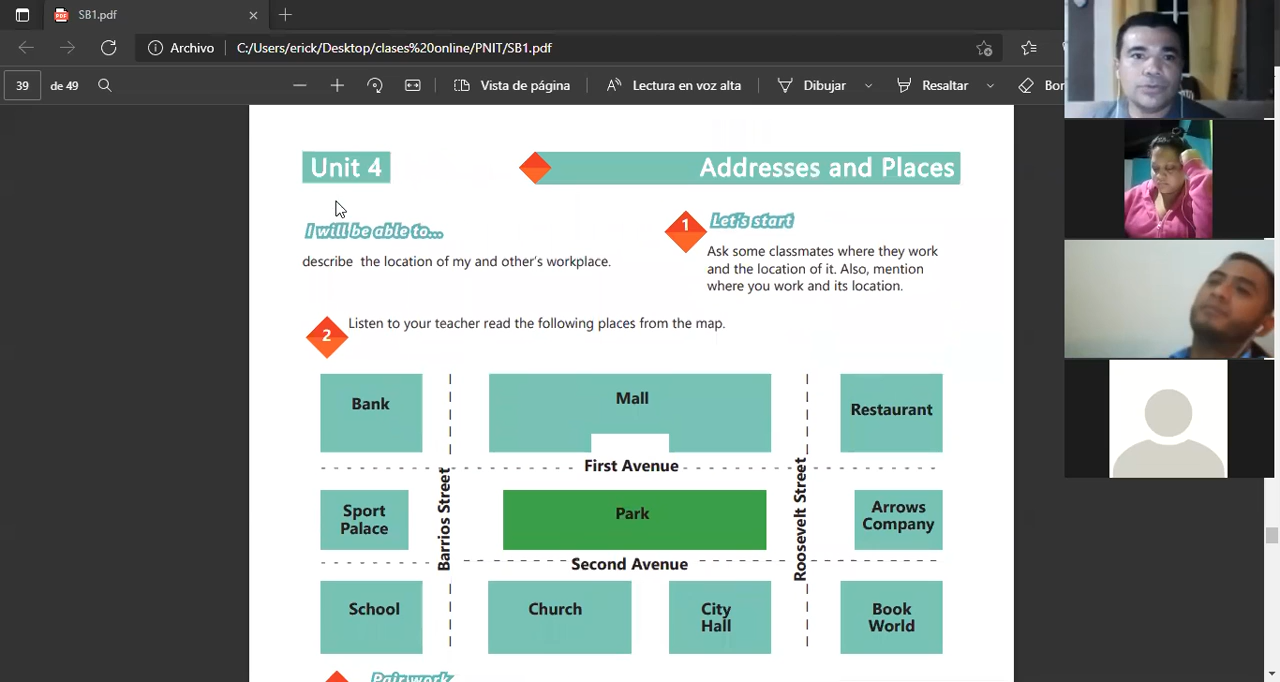 SB1.pdf
Archivo C:/Users/erick/Desktop/clases%20online/PNIT/SB1.pdf
39 de 49 Vista de página Lectura en voz alta Dibujar Resaltar
Unit 4
Addresses and Places
I will be able to...
describe the location of my and other's workplace.
1 Let's start
Ask some classmates where they work
and the location of it. Also, mention
where you work and its location.
2 Listen to your teacher read the following places from the map.
Bank
Mall
Restaurant
First Avenue
Sport
Palace
Barrios Street
Park
Roosevelt Street
Arrows
Company
Second Avenue
School
Church
City
Hall
Book
World
Pair work